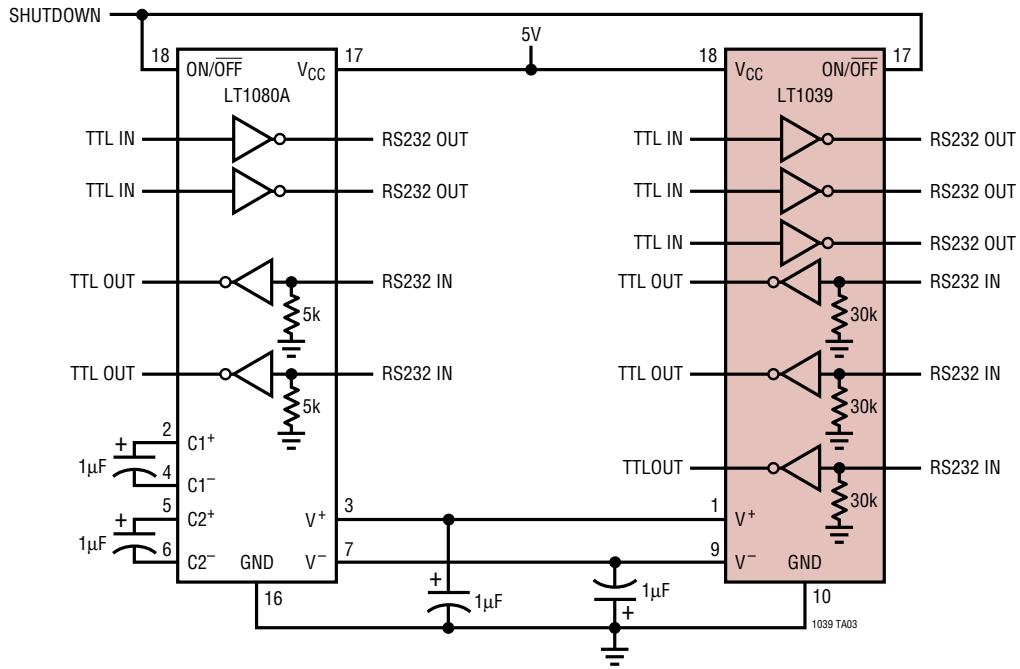 SHUTDOWN
5V
18
ON/OFF
VCC
17
LT1080A
TTL IN
RS232 OUT
TTL IN
RS232 OUT
TTL OUT
RS232 IN
5k
TTL OUT
RS232 IN
5k
2
C1+
+
1µF
4
C1−
5
C2+
+
1µF
6
C2−
GND
16
V+
3
V−
7
+
1µF
1µF
+
18
VCC
ON/OFF
17
LT1039
TTL IN
RS232 OUT
TTL IN
RS232 OUT
TTL IN
RS232 OUT
TTL OUT
RS232 IN
30k
TTL OUT
RS232 IN
30k
TTLOUT
RS232 IN
30k
1
V+
9
V−
GND
10
1039 TA03